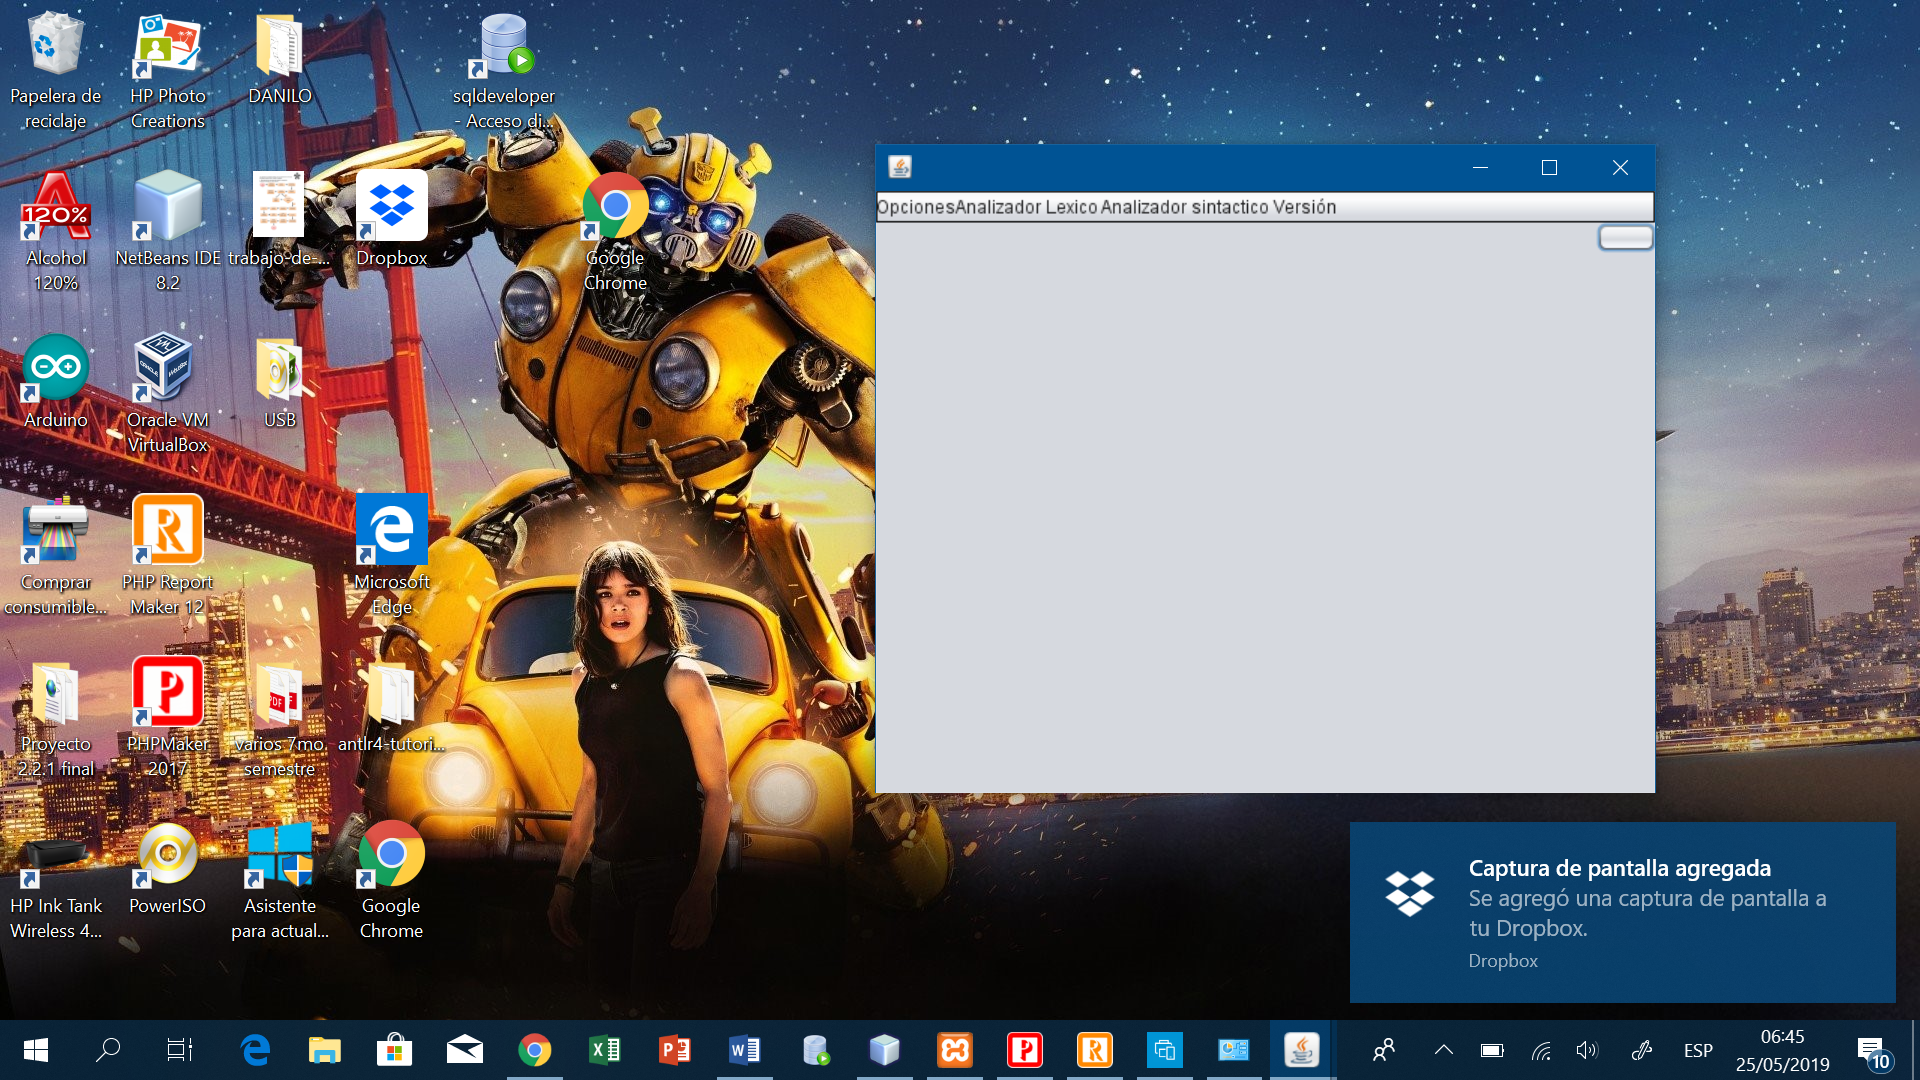 Papelera de
reciclaje
HP Photo
Creations
DANILO
sqldeveloper
- Acceso di...
120%
Alcohol
120%
NetBeans IDE
8.2
trabajo-de-...
Dropbox
Google
Chrome
Arduino
Oracle VM
VirtualBox
USB
Comprar
consumible...
PHP Report
Maker 12
Microsoft
Edge
Proyecto
2.2.1 final
PHPMaker
2017
PDF
varios 7mo.
semestre
antlr4-tutori...
HP Ink Tank
Wireless 4...
PowerISO
Asistente
para actual...
Google
Chrome
OpcionesAnalizador Lexico Analizador sintactico Versión
Captura de pantalla agregada
Se agregó una captura de pantalla a
tu Dropbox.
Dropbox
ESP
06:45
25/05/2019
10